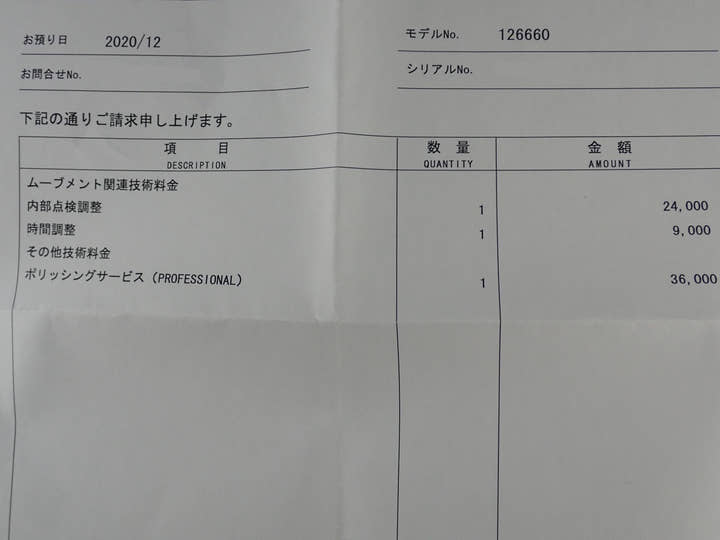 お預り日 2020/12 モデルNo. 126660
お問合せNo. シリアルNo.
下記の通りご請求申し上げます。
項 目 数 量 金 額
DESCRIPTION QUANTITY AMOUNT
ムーブメント関連技術料金
内部点検調整 1 24,000
時間調整 1 9,000
その他技術料金
ポリッシングサービス (PROFESSIONAL) 1 36,000